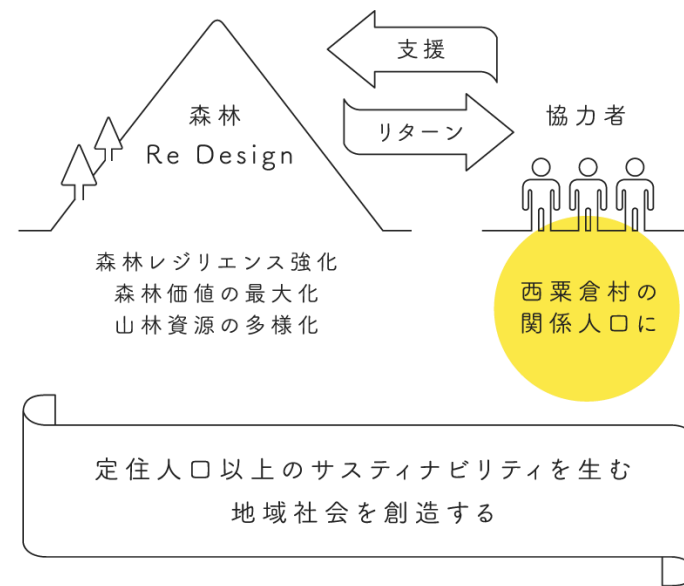 支援
リターン
森林
Re Design
協力者
森林レジリエンス強化
森林価値の最大化
山林資源の多様化
西粟倉村の
関係人口に
定住人口以上のサスティナビリティを生む
地域社会を創造する